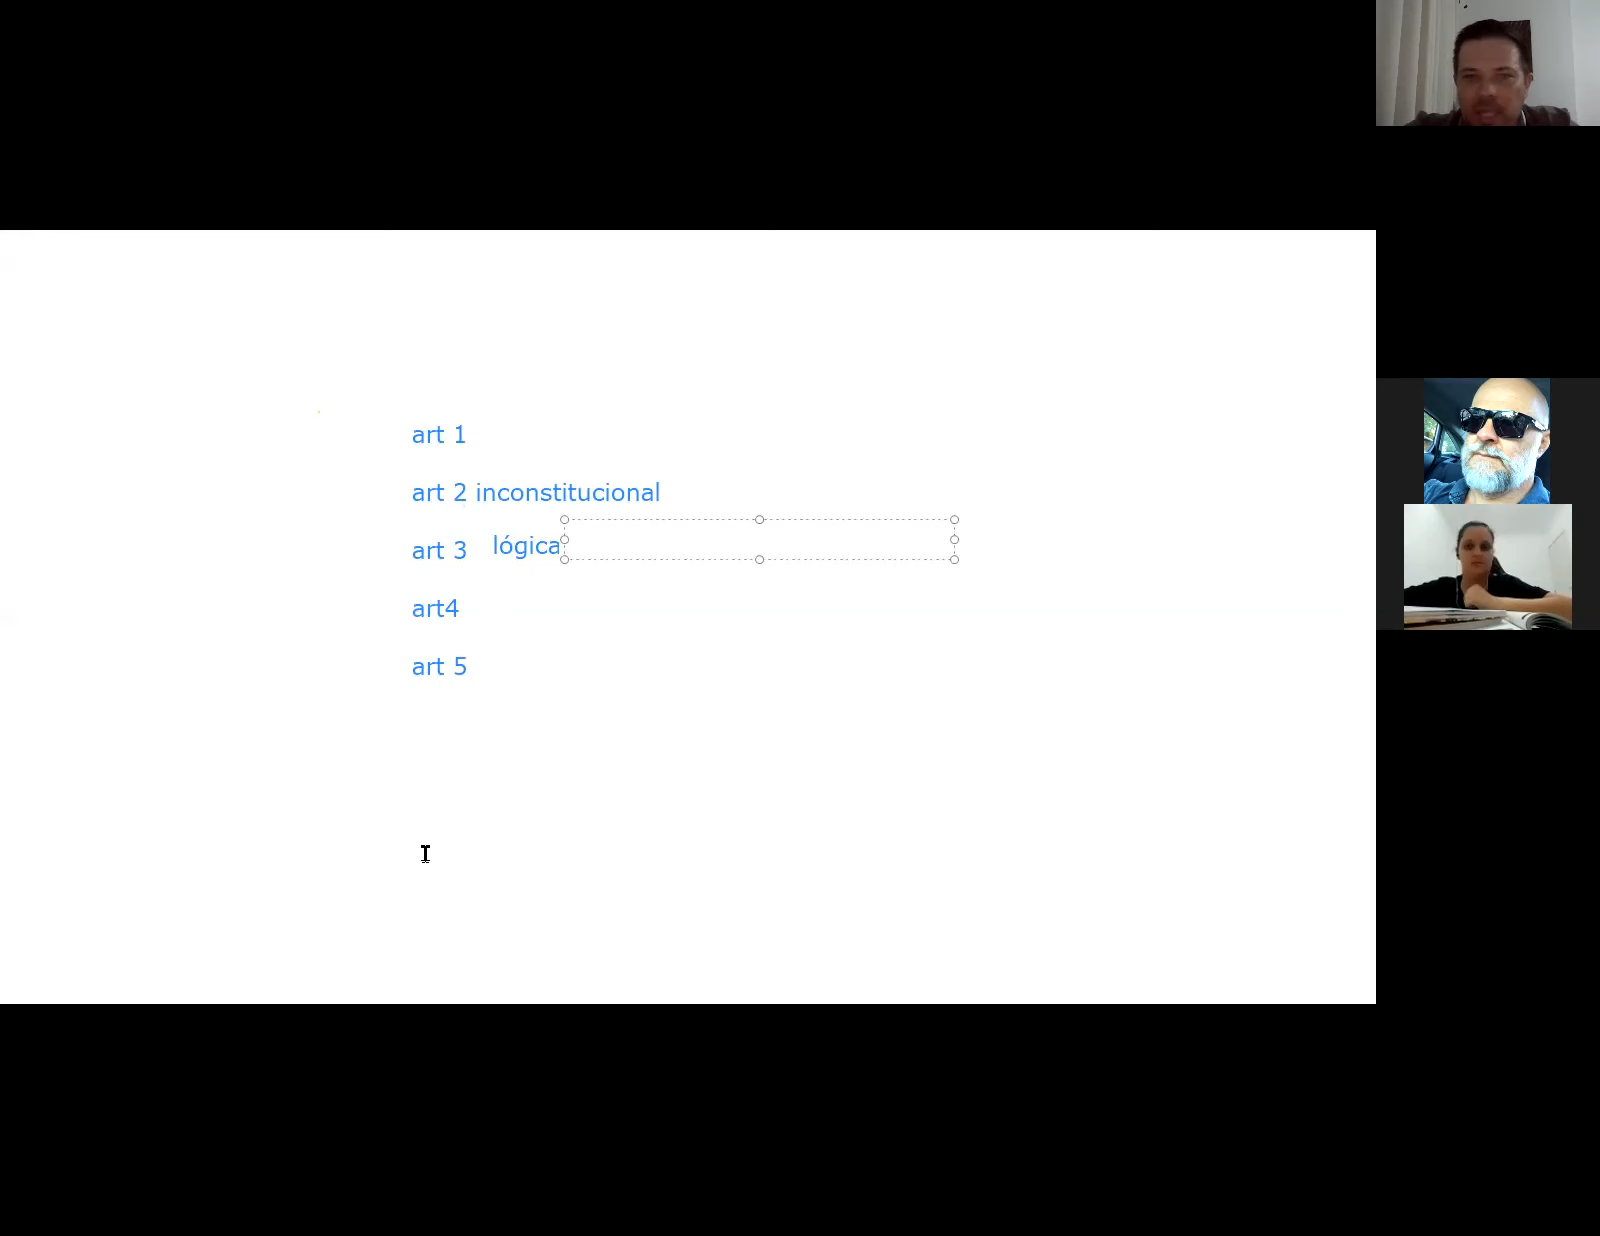 art 1
art 2 inconstitucional
art 3 lógica
art4
art 5